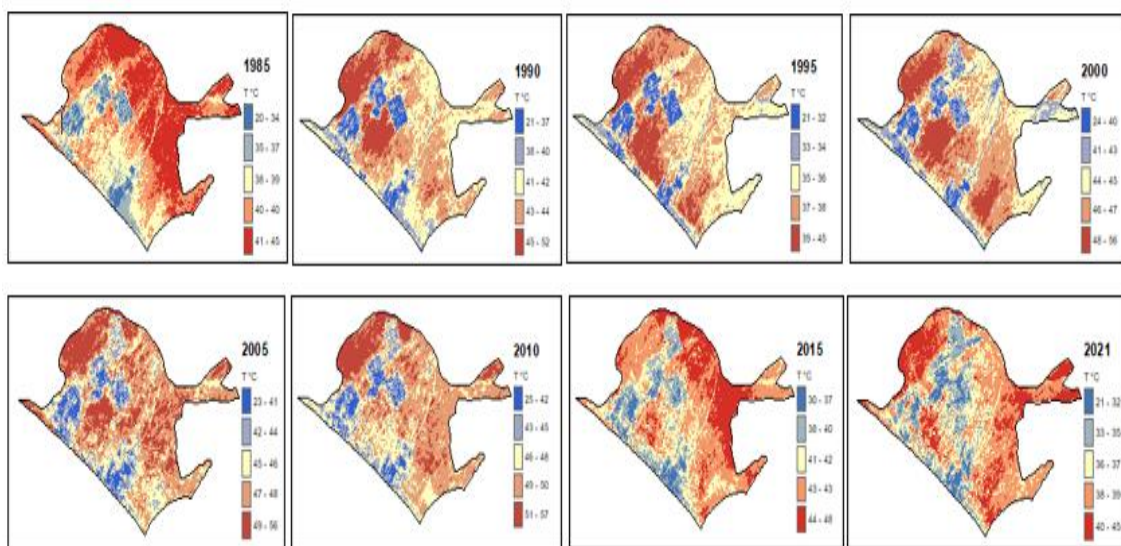 1985
T °C
20 - 34
35 - 37
38 - 39
40 - 40
41 - 45
1990
T °C
21 - 37
38 - 40
41 - 42
43 - 44
45 - 52
1995
T °C
21 - 32
33 - 34
35 - 36
37 - 38
39 - 45
2000
T °C
24 - 40
41 - 43
44 - 45
46 - 47
48 - 56
2005
T °C
23 - 41
42 - 44
45 - 46
47 - 48
49 - 56
2010
T °C
25 - 42
43 - 45
46 - 48
49 - 50
51 - 57
2015
T °C
30 - 37
38 - 40
41 - 42
43 - 43
44 - 48
2021
T °C
21 - 32
33 - 35
36 - 37
38 - 39
40 - 45